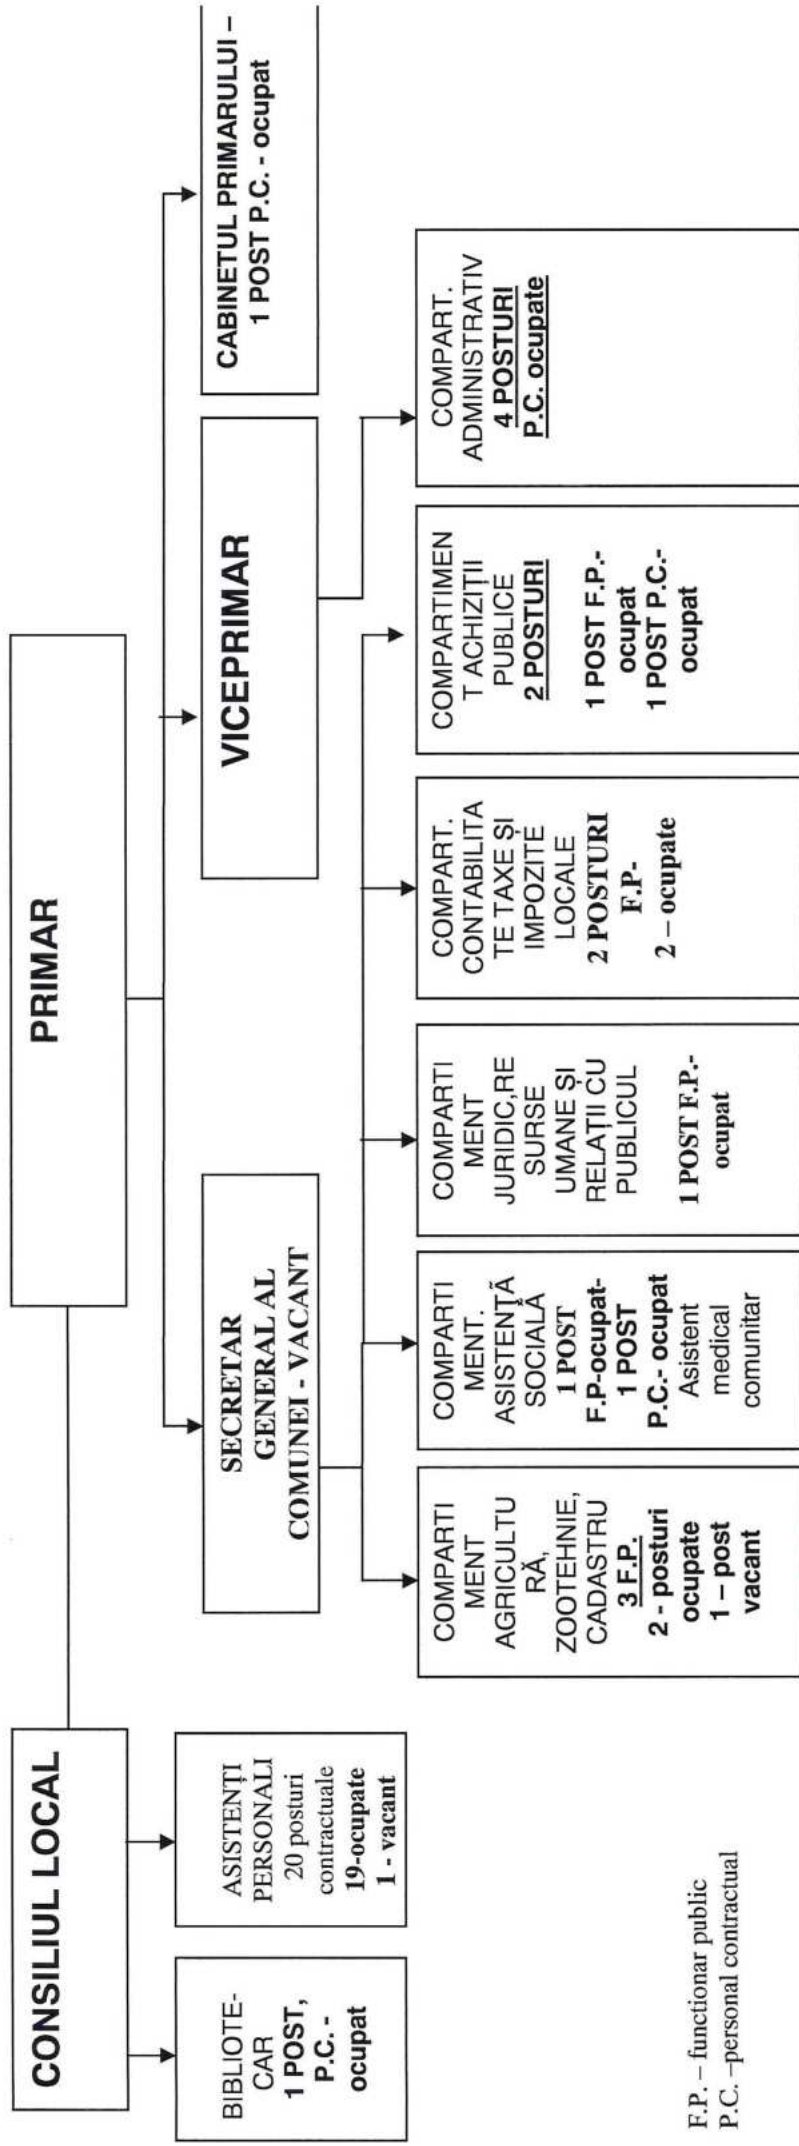 CONSILIUL LOCAL
PRIMAR
BIBLIOTE-
CAR
1 POST,
P.C. -
ocupat
ASISTENȚI
PERSONALI
20 posturi
contractuale
19-ocupate
1 - vacant
SECRETAR
GENERAL AL
COMUNEI - VACANT
VICEPRIMAR
CABINETUL PRIMARULUI –
1 POST P.C. - ocupat
COMPARTI
MENT
AGRICULTU
RĂ,
ZOOTEHNIE,
CADASTRU
3 F.P.
2 - posturi
ocupate
1 – post
vacant
COMPARTI
MENT.
ASISTENȚĂ
SOCIALĂ
1 POST
F.P-ocupat-
1 POST
P.C.- ocupat
Asistent
medical
comunitar
COMPARTI
MENT
JURIDIC,RE
SURSE
UMANE ȘI
RELAȚII CU
PUBLICUL
1 POST F.P.-
ocupat
COMPART.
CONTABILITA
TE TAXE ȘI
IMPOZITE
LOCALE
2 POSTURI
F.P-
2 – ocupate
COMPARTIMEN
T ACHIZIȚII
PUBLICE
2 POSTURI
1 POST F.P.-
ocupat
1 POST P.C.-
ocupat
COMPART.
ADMINISTRATIV
4 POSTURI
P.C. ocupate
F.P. – functionar public
P.C. –personal contractual